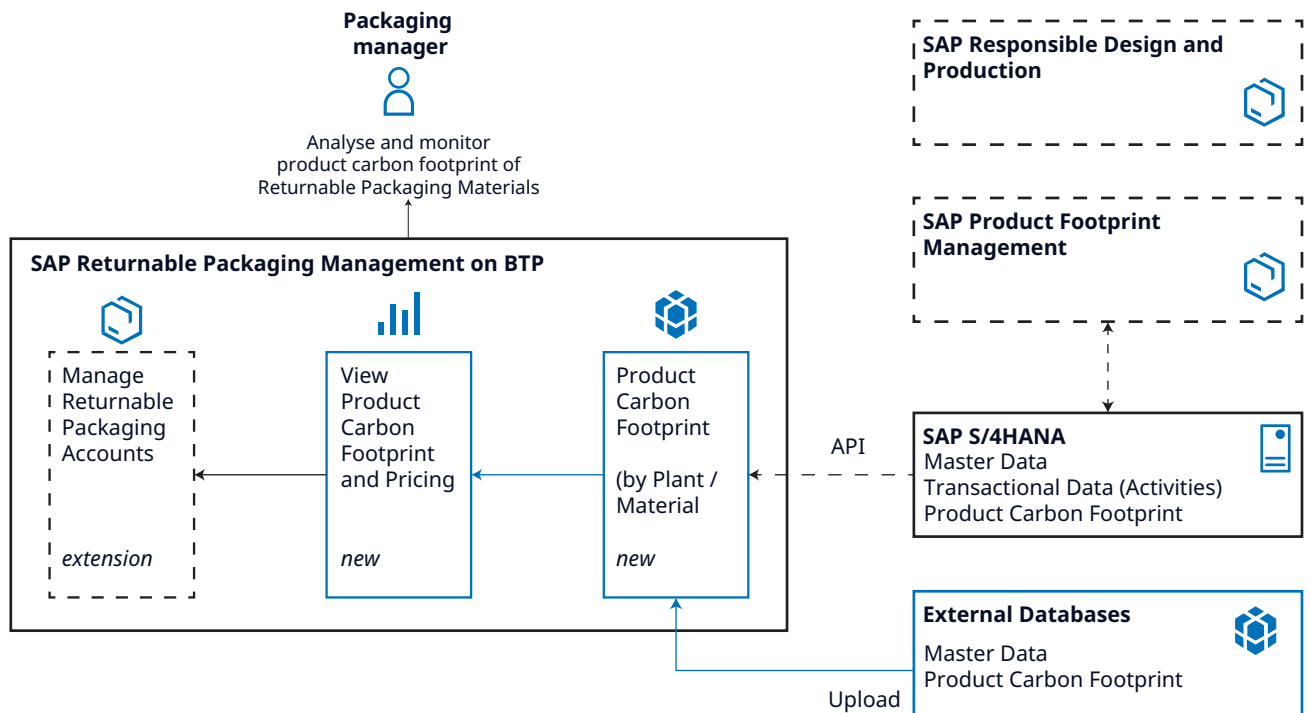 Packaging
manager
Analyse and monitor
product carbon footprint of
Returnable Packaging Materials
SAP Returnable Packaging Management on BTP
Manage
Returnable
Packaging
Accounts
extension
View
Product
Carbon
Footprint
and Pricing
new
Product
Carbon
Footprint
(by Plant /
Material
new
API
Upload
SAP Responsible Design and
Production
SAP Product Footprint
Management
SAP S/4HANA
Master Data
Transactional Data (Activities)
Product Carbon Footprint
External Databases
Master Data
Product Carbon Footprint